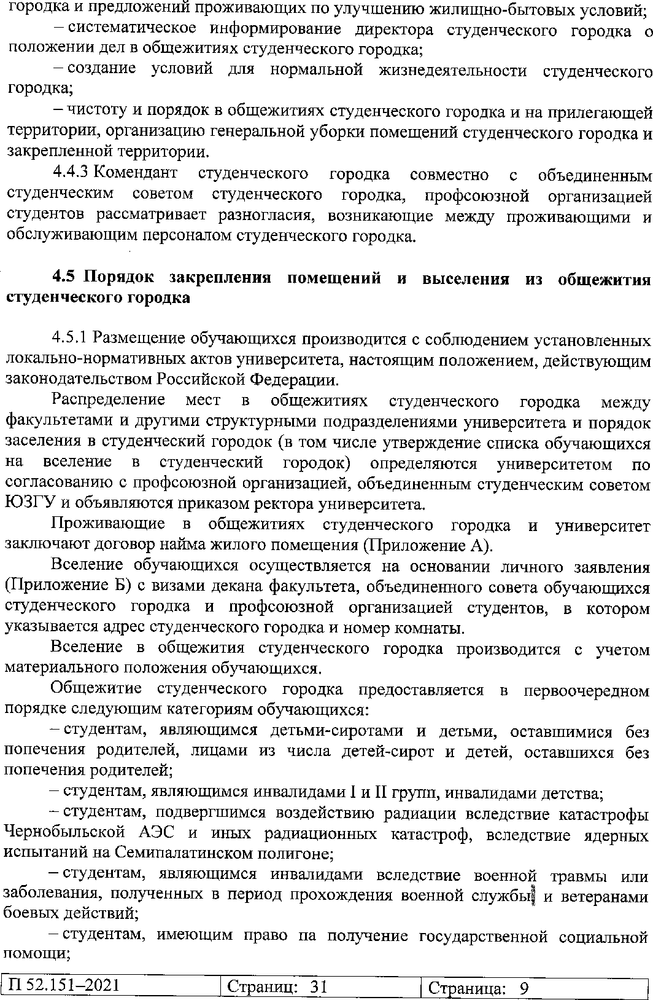 городка и предложений проживающих по улучшению жилищно-бытовых условий;
– систематическое информирование директора студенческого городка о
положении дел в общежитиях студенческого городка;
– создание условий для нормальной жизнедеятельности студенческого
городка;
– чистоту и порядок в общежитиях студенческого городка и на прилегающей
территории, организацию генеральной уборки помещений студенческого городка и
закрепленной территории.
4.4.3 Комендант студенческого городка совместно с объединенным
студенческим советом студенческого городка, профсоюзной организацией
студентов рассматривает разногласия, возникающие между проживающими и
обслуживающим персоналом студенческого городка.
4.5 Порядок закрепления помещений и выселения из общежития
студенческого городка
4.5.1 Размещение обучающихся производится с соблюдением установленных
локально-нормативных актов университета, настоящим положением, действующим
законодательством Российской Федерации.
Распределение мест в общежитиях студенческого городка между
факультетами и другими структурными подразделениями университета и порядок
заселения в студенческий городок (в том числе утверждение списка обучающихся
на вселение в студенческий городок) определяются университетом по
согласованию с профсоюзной организацией, объединенным студенческим советом
ЮЗГУ и объявляются приказом ректора университета.
Проживающие в общежитиях студенческого городка и университет
заключают договор найма жилого помещения (Приложение А).
Вселение обучающихся осуществляется на основании личного заявления
(Приложение Б) с визами декана факультета, объединенного совета обучающихся
студенческого городка и профсоюзной организацией студентов, в котором
указывается адрес студенческого городка и номер комнаты.
Вселение в общежития студенческого городка производится с учетом
материального положения обучающихся.
Общежитие студенческого городка предоставляется в первоочередном
порядке следующим категориям обучающихся:
– студентам, являющимся детьми-сиротами и детьми, оставшимися без
попечения родителей, лицами из числа детей-сирот и детей, оставшихся без
попечения родителей;
– студентам, являющимся инвалидами I и II групп, инвалидами детства;
– студентам, подвергшимся воздействию радиации вследствие катастрофы
Чернобыльской АЭС и иных радиационных катастроф, вследствие ядерных
испытаний на Семипалатинском полигоне;
– студентам, являющимся инвалидами вследствие военной травмы или
заболевания, полученных в период прохождения военной службы и ветеранами
боевых действий;
– студентам, имеющим право па получение государственной социальной
помощи;
П 52.151–2021 Страниц: 31 Страница: 9